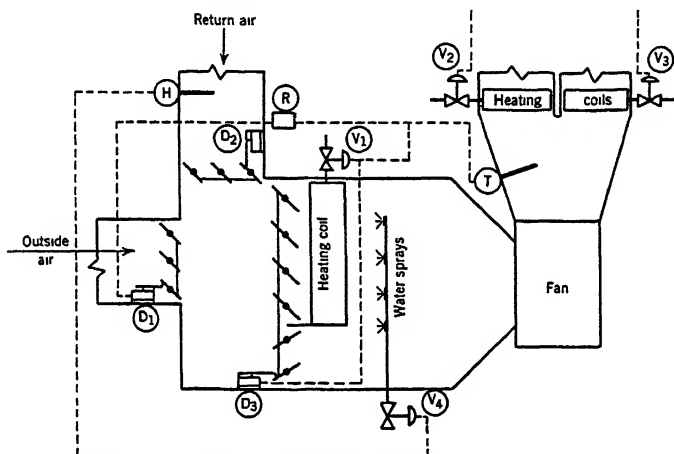 Return air
H
R
D2
V1
V2
V3
Heating
coils
T
Outside
air
Heating coil
Water sprays
Fan
D1
D3
V4